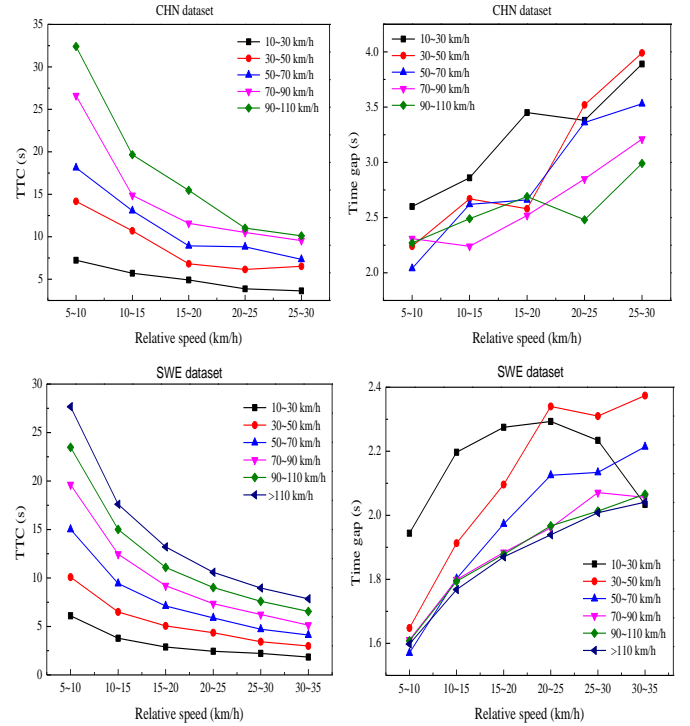 CHN dataset
35
30
25
20
15
10
5
TTC (s)
10~30 km/h
30~50 km/h
50~70 km/h
70~90 km/h
90~110 km/h
5~10 10~15 15~20 20~25 25~30
Relative speed (km/h)
CHN dataset
4.0
3.5
3.0
2.5
2.0
Time gap (s)
10~30 km/h
30~50 km/h
50~70 km/h
70~90 km/h
90~110 km/h
5~10 10~15 15~20 20~25 25~30
Relative speed (km/h)
SWE dataset
30
25
20
15
10
5
0
TTC (s)
10~30 km/h
30~50 km/h
50~70 km/h
70~90 km/h
90~110 km/h
>110 km/h
5~10 10~15 15~20 20~25 25~30 30~35
Relative speed (km/h)
SWE dataset
2.4
2.2
2.0
1.8
1.6
Time gap (s)
10~30 km/h
30~50 km/h
50~70 km/h
70~90 km/h
90~110 km/h
>110 km/h
5~10 10~15 15~20 20~25 25~30 30~35
Relative speed (km/h)